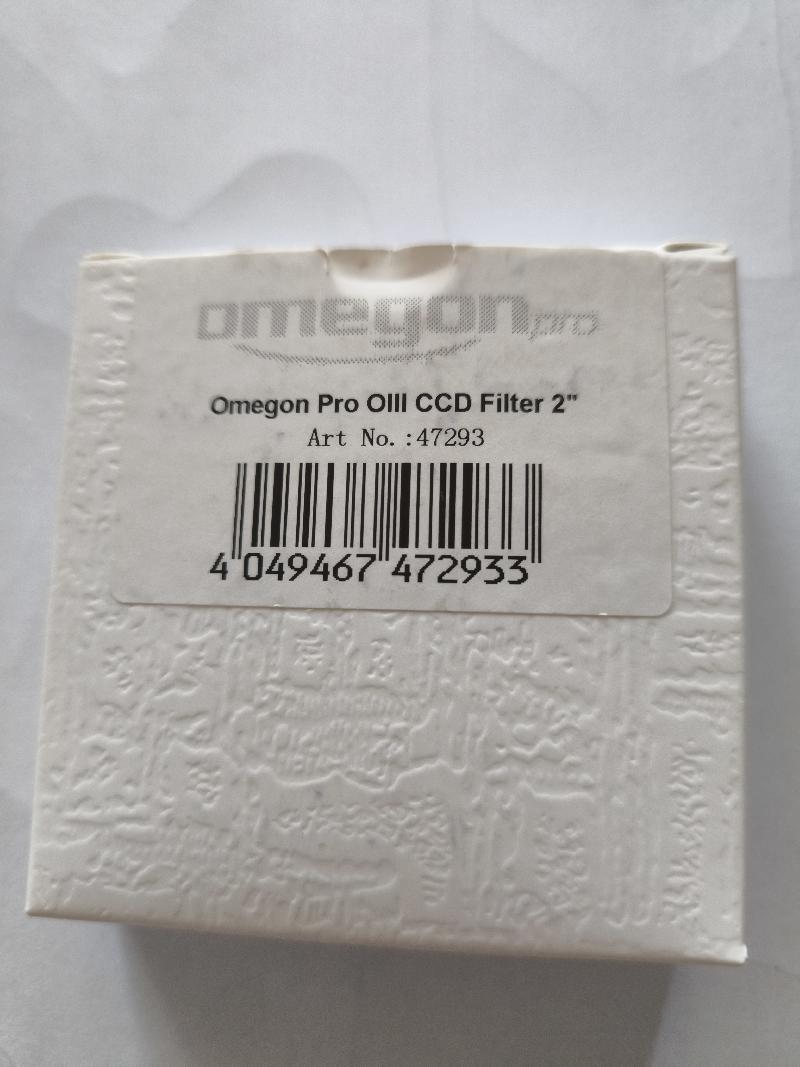 omegon pro
Omegon Pro OIII CCD Filter 2"
Art No.:47293
4 049467 472933